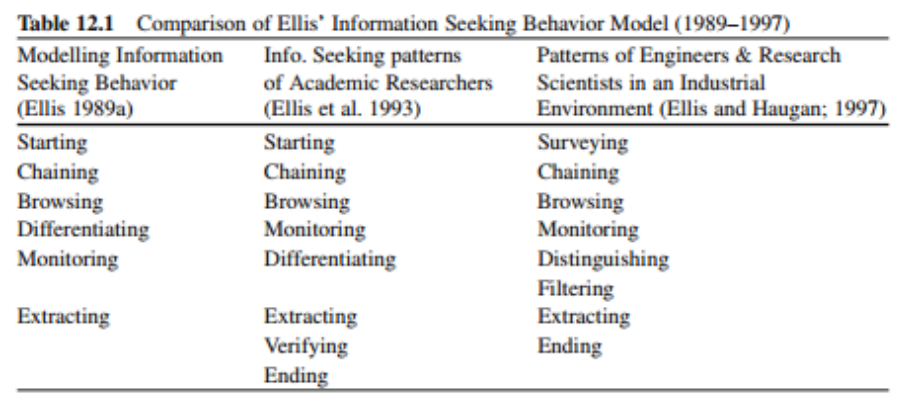 Table 12.1 Comparison of Ellis' Information Seeking Behavior Model (1989–1997)
Modelling Information Info. Seeking patterns Patterns of Engineers & Research
Seeking Behavior of Academic Researchers Scientists in an Industrial
(Ellis 1989a) (Ellis et al. 1993) Environment (Ellis and Haugan; 1997)
Starting Starting Surveying
Chaining Chaining Chaining
Browsing Browsing Browsing
Differentiating Monitoring Monitoring
Monitoring Differentiating Distinguishing
Filtering
Extracting Extracting Extracting
Verifying Ending
Ending